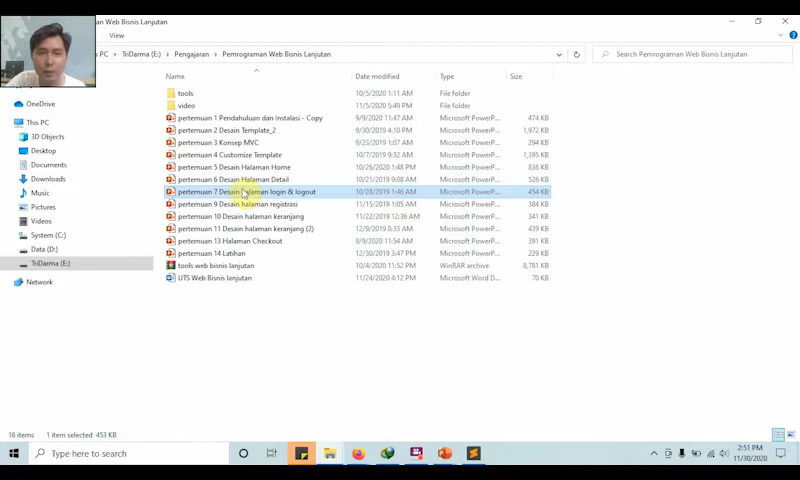 man Web Bisnis Lanjutan
View
s PC > TriDarma (E:) > Pengajaran > Pemrograman Web Bisnis Lanjutan
Search Pemrograman Web Bisnis Lanjutan
Name Date modified Type Size
OneDrive
This PC
3D Objects
Desktop
Documents
Downloads
Music
Pictures
Videos
System (C:)
Data (D:)
TriDarma (E:)
Network
tools 10/5/2020 1:11 AM File folder
video 11/5/2020 5:49 PM File folder
pertemuan 1 Pendahuluan dan Instalasi - Copy 9/9/2020 11:47 AM Microsoft PowerP... 474 KB
pertemuan 2 Desain Template_2 9/30/2019 4:10 PM Microsoft PowerP... 1,972 KB
pertemuan 3 Konsep MVC 9/23/2019 1:07 AM Microsoft PowerP... 294 KB
pertemuan 4 Customize Template 10/7/2019 9:32 AM Microsoft PowerP... 1,395 KB
pertemuan 5 Desain Halaman Home 10/28/2019 1:13 AM Microsoft PowerP... 836 KB
pertemuan 6 Desain Halaman Detail 10/21/2019 9:08 AM Microsoft PowerP... 526 KB
pertemuan 7 Desain halaman login & logout 10/28/2019 1:46 AM Microsoft PowerP... 454 KB
pertemuan 9 Desain halaman registrasi 11/15/2019 1:05 AM Microsoft PowerP... 384 KB
pertemuan 10 Desain halaman keranjang 11/22/2019 12:36 AM Microsoft PowerP... 341 KB
pertemuan 11 Desain halaman keranjang (2) 12/9/2019 8:33 AM Microsoft PowerP... 439 KB
pertemuan 13 Halaman Checkout 9/9/2020 11:54 AM Microsoft PowerP... 391 KB
pertemuan 14 Latihan 12/30/2019 3:47 PM Microsoft PowerP... 229 KB
tools web bisnis lanjutan 10/4/2020 11:52 PM WinRAR archive 8,781 KB
UTS Web Bisnis lanjutan 11/24/2020 4:12 PM Microsoft Word D... 70 KB
16 items 1 item selected 453 KB
Type here to search
2:51 PM
11/30/2020